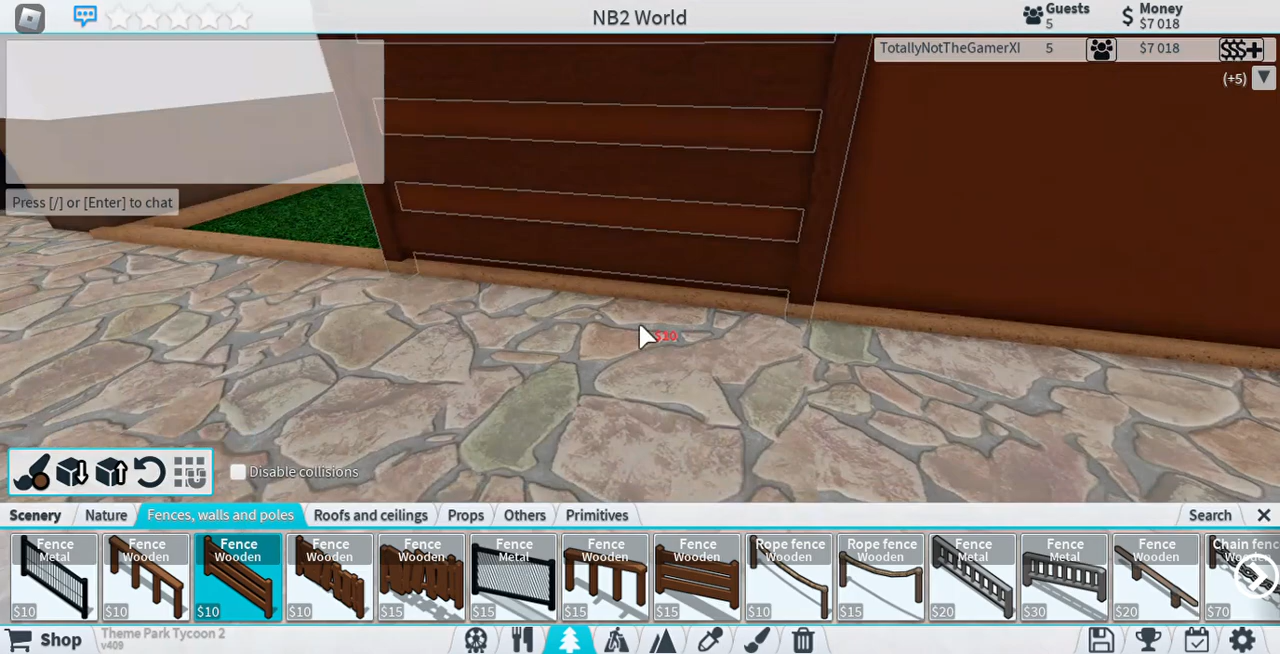 NB2 World
Guests
5
Money
$7 018
TotallyNotTheGamerXI 5 $7 018
(+5)
Press [/] or [Enter] to chat
$10
Disable collisions
Scenery Nature Fences, walls and poles Roofs and ceilings Props Others Primitives Search
Fence Metal $10
Fence Wooden $10
Fence Wooden $10
Fence Wooden $10
Fence Wooden $15
Fence Metal $15
Fence Wooden $15
Fence Wooden $15
Rope fence Wooden $10
Rope fence Wooden $15
Fence Metal $20
Fence Metal $30
Fence Wooden $20
Chain fence $70
Shop
Theme Park Tycoon 2
v409